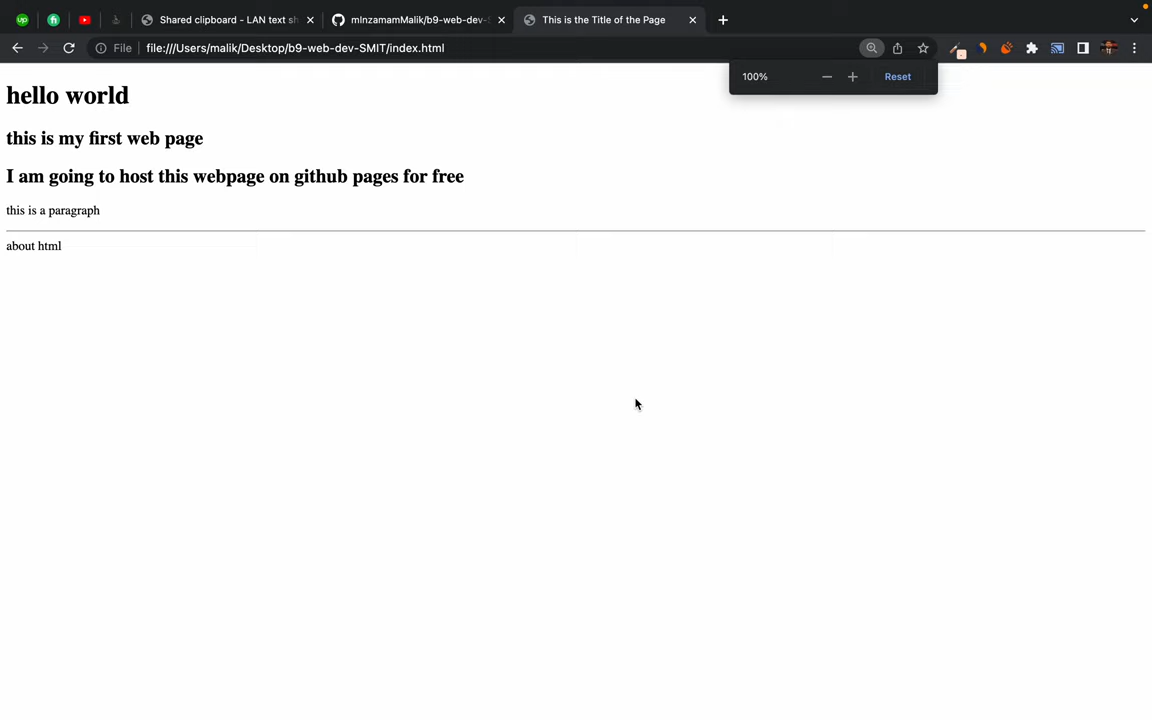 up
fi
Shared clipboard - LAN text sh
mInzamamMalik/b9-web-dev-S
This is the Title of the Page
File
file:///Users/malik/Desktop/b9-web-dev-SMIT/index.html
100%
Reset
hello world
this is my first web page
I am going to host this webpage on github pages for free
this is a paragraph
about html